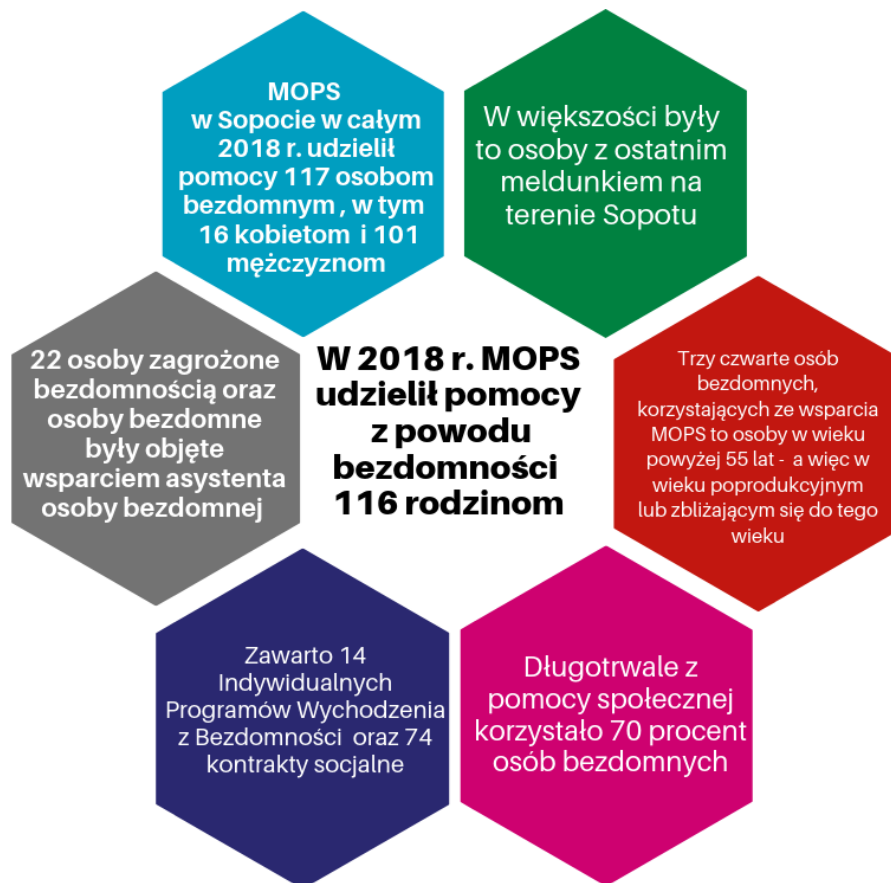 MOPS
w Sopocie w całym
2018 r. udzielił
pomocy 117 osobom
bezdomnym , w tym
16 kobietom i 101
mężczyznom
W większości były
to osoby z ostatnim
meldunkiem na
terenie Sopotu
22 osoby zagrożone
bezdomnością oraz
osoby bezdomne
były objęte
wsparciem asystenta
osoby bezdomnej
W 2018 r. MOPS
udzielił pomocy
z powodu
bezdomności
116 rodzinom
Trzy czwarte osób
bezdomnych,
korzystających ze wsparcia
MOPS to osoby w wieku
powyżej 55 lat - a więc w
wieku poprodukcyjnym
lub zbliżającym się do tego
wieku
Zawarto 14
Indywidualnych
Programów Wychodzenia
z Bezdomności oraz 74
kontrakty socjalne
Długotrwale z
pomocy społecznej
korzystało 70 procent
osób bezdomnych